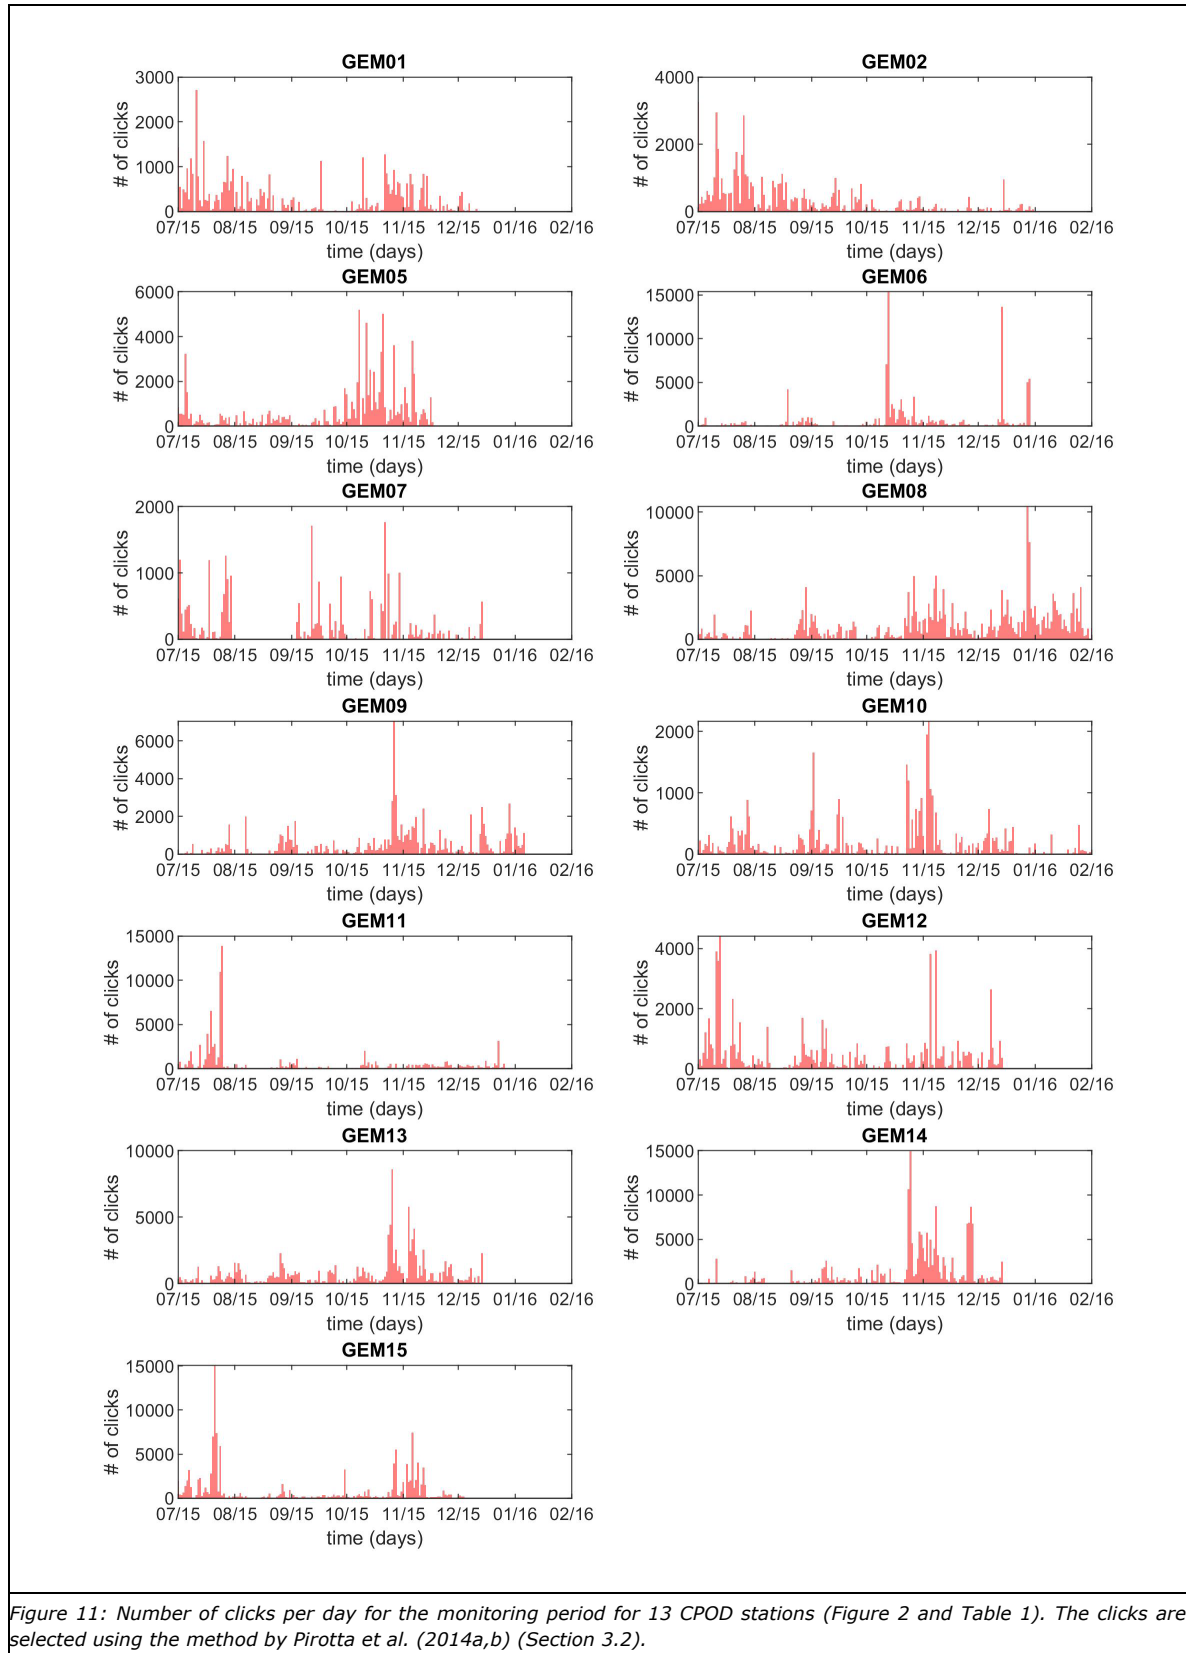 GEM01
3000
2000
1000
0
# of clicks
07/15 08/15 09/15 10/15 11/15 12/15 01/16 02/16
time (days)
GEM02
4000
2000
0
# of clicks
07/15 08/15 09/15 10/15 11/15 12/15 01/16 02/16
time (days)
GEM05
6000
4000
2000
0
# of clicks
07/15 08/15 09/15 10/15 11/15 12/15 01/16 02/16
time (days)
GEM06
15000
10000
5000
0
# of clicks
07/15 08/15 09/15 10/15 11/15 12/15 01/16 02/16
time (days)
GEM07
2000
1000
0
# of clicks
07/15 08/15 09/15 10/15 11/15 12/15 01/16 02/16
time (days)
GEM08
10000
5000
0
# of clicks
07/15 08/15 09/15 10/15 11/15 12/15 01/16 02/16
time (days)
GEM09
6000
4000
2000
0
# of clicks
07/15 08/15 09/15 10/15 11/15 12/15 01/16 02/16
time (days)
GEM10
2000
1000
0
# of clicks
07/15 08/15 09/15 10/15 11/15 12/15 01/16 02/16
time (days)
GEM11
15000
10000
5000
0
# of clicks
07/15 08/15 09/15 10/15 11/15 12/15 01/16 02/16
time (days)
GEM12
4000
2000
0
# of clicks
07/15 08/15 09/15 10/15 11/15 12/15 01/16 02/16
time (days)
GEM13
10000
5000
0
# of clicks
07/15 08/15 09/15 10/15 11/15 12/15 01/16 02/16
time (days)
GEM14
15000
10000
5000
0
# of clicks
07/15 08/15 09/15 10/15 11/15 12/15 01/16 02/16
time (days)
GEM15
15000
10000
5000
0
# of clicks
07/15 08/15 09/15 10/15 11/15 12/15 01/16 02/16
time (days)
Figure 11: Number of clicks per day for the monitoring period for 13 CPOD stations (Figure 2 and Table 1). The clicks are
selected using the method by Pirotta et al. (2014a,b) (Section 3.2).